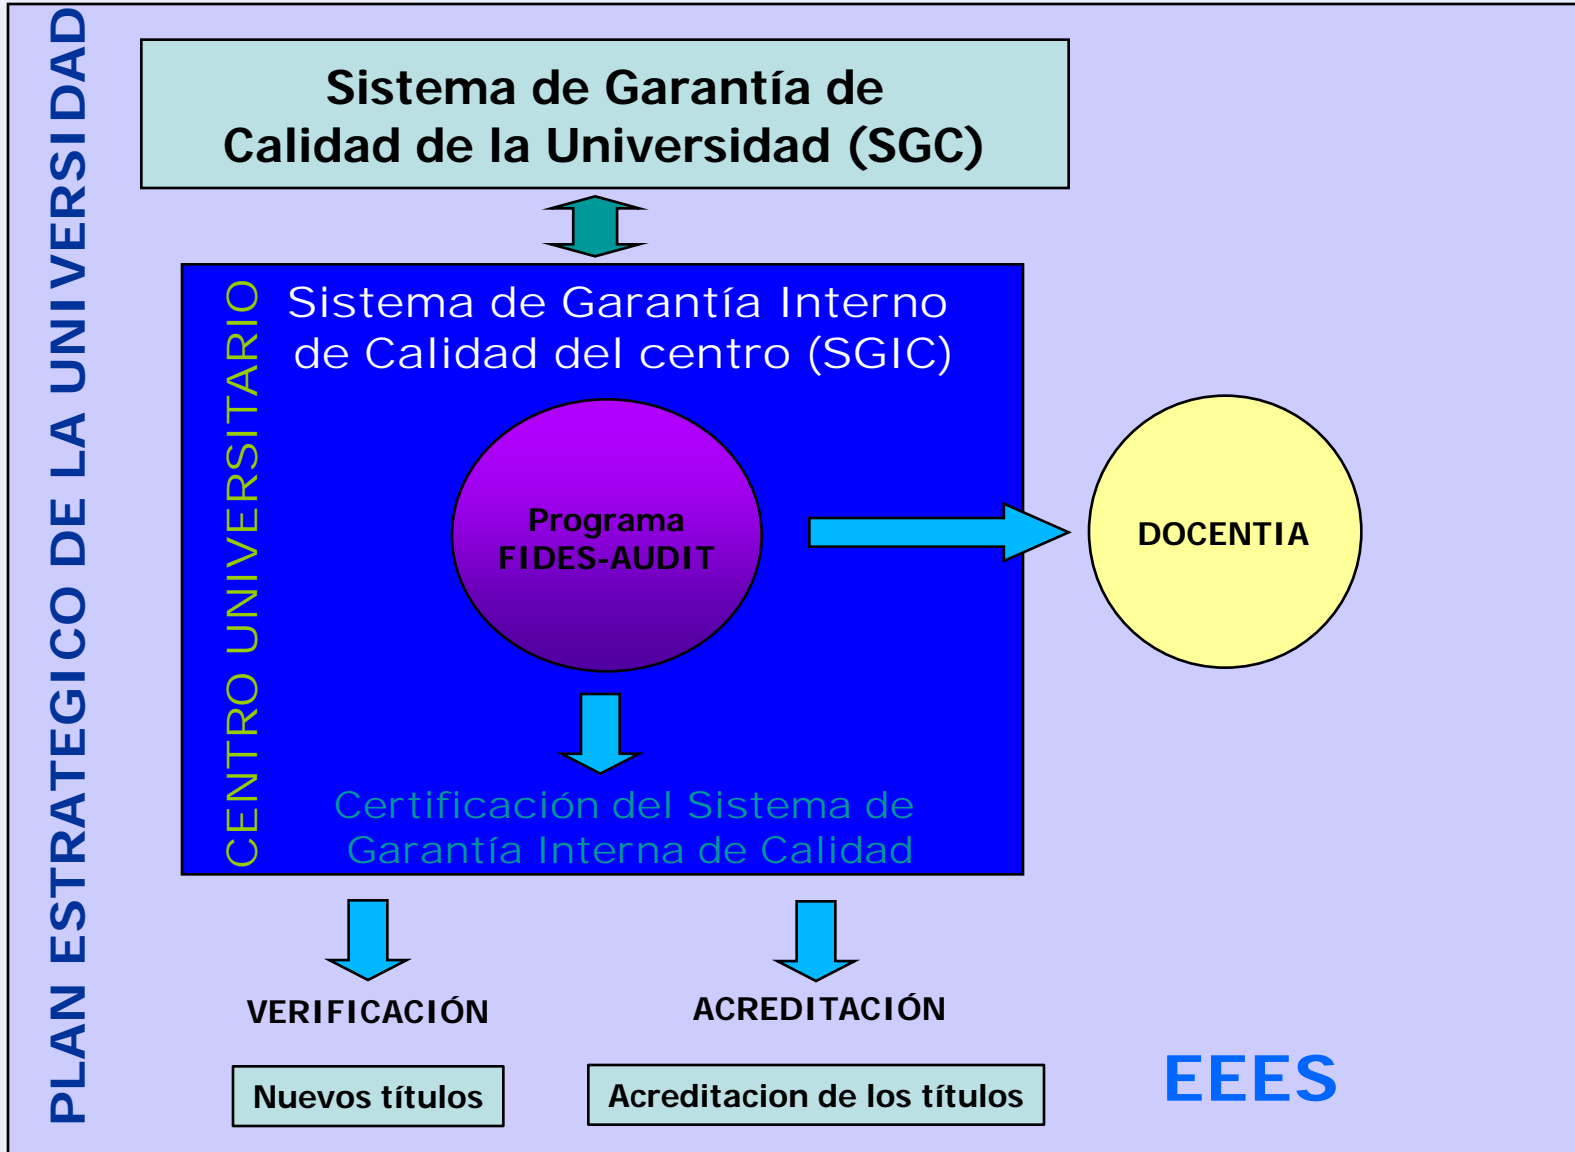 PLAN ESTRATEGICO DE LA UNIVERSIDAD
Sistema de Garantía de
Calidad de la Universidad (SGC)
CENTRO UNIVERSITARIO
Sistema de Garantía Interno
de Calidad del centro (SGIC)
Programa
FIDES-AUDIT
DOCENTIA
Certificación del Sistema de
Garantía Interna de Calidad
VERIFICACIÓN
ACREDITACIÓN
Nuevos títulos
Acreditacion de los títulos
EEES